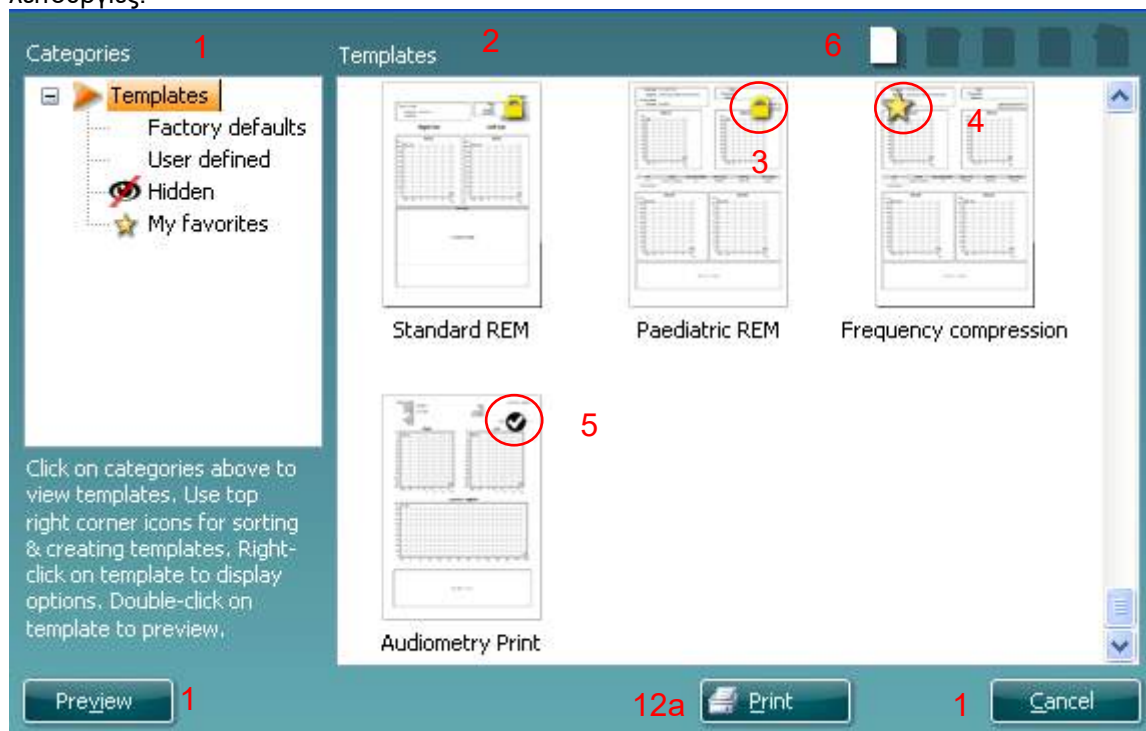 λειτουργίες.
Categories 1
Templates 2
6
Templates
Factory defaults
User defined
Hidden
My favorites
3
4
Standard REM
Paediatric REM
Frequency compression
5
Audiometry Print
Click on categories above to
view templates. Use top
right corner icons for sorting
& creating templates. Right-
click on template to display
options. Double-click on
template to preview.
Preview 1
12a Print
1 Cancel